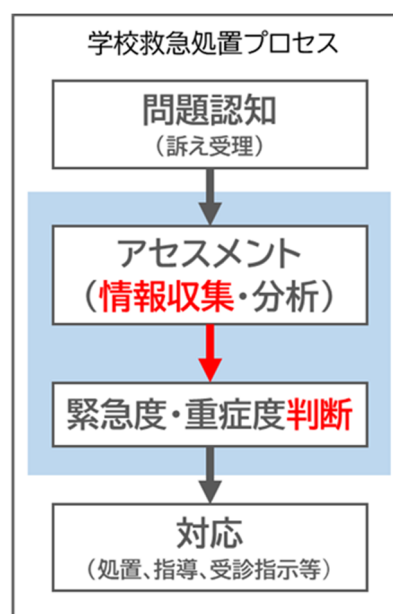 学校救急処置プロセス
問題認知
（訴え受理）
アセスメント
（情報収集・分析）
緊急度・重症度判断
対応
（処置、指導、受診指示等）